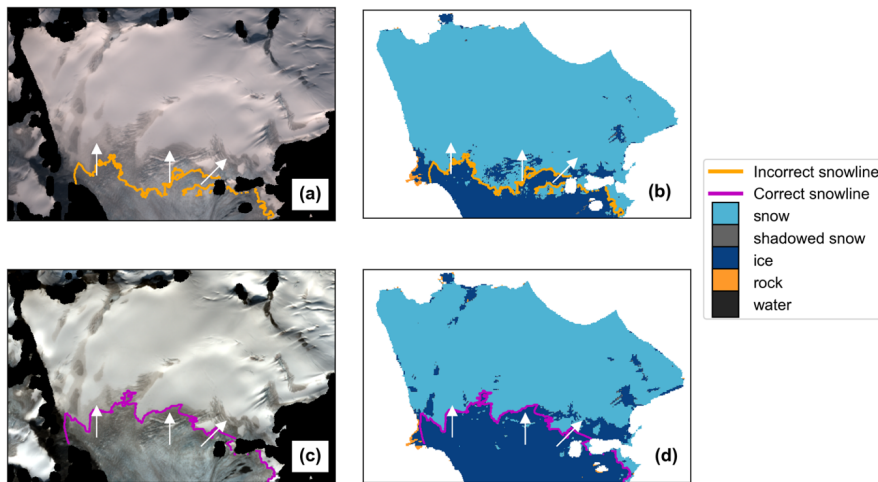 (a)
(b)
Incorrect snowline
Correct snowline
snow
shadowed snow
ice
rock
water
(c)
(d)